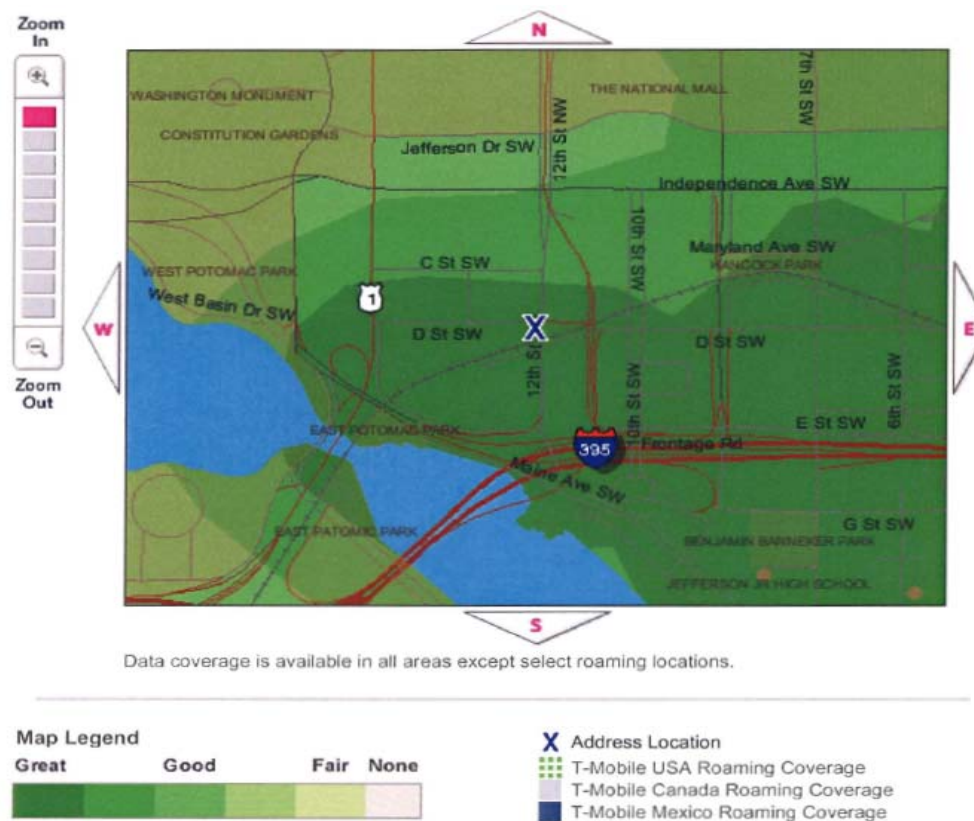 Zoom
In
N
WASHINGTON MONUMENT
THE NATIONAL MALL
7th St SW
CONSTITUTION GARDENS
12th St NW
Jefferson Dr SW
Independence Ave SW
10th St SW
Maryland Ave SW
HANCOCK PARK
C St SW
WEST POTOMAC PARK
West Basin Dr SW
1
W
E
X
D St SW
D St SW
12th St
10th St SW
6th St SW
Zoom
Out
E St SW
EAST POTOMAC PARK
395
Frontage Rd
Maine Ave SW
G St SW
EAST PATOMIC PARK
BENJAMIN BANNEKER PARK
JEFFERSON JR HIGH SCHOOL
S
Data coverage is available in all areas except select roaming locations.
Map Legend
Great Good Fair None
X Address Location
T-Mobile USA Roaming Coverage
T-Mobile Canada Roaming Coverage
T-Mobile Mexico Roaming Coverage